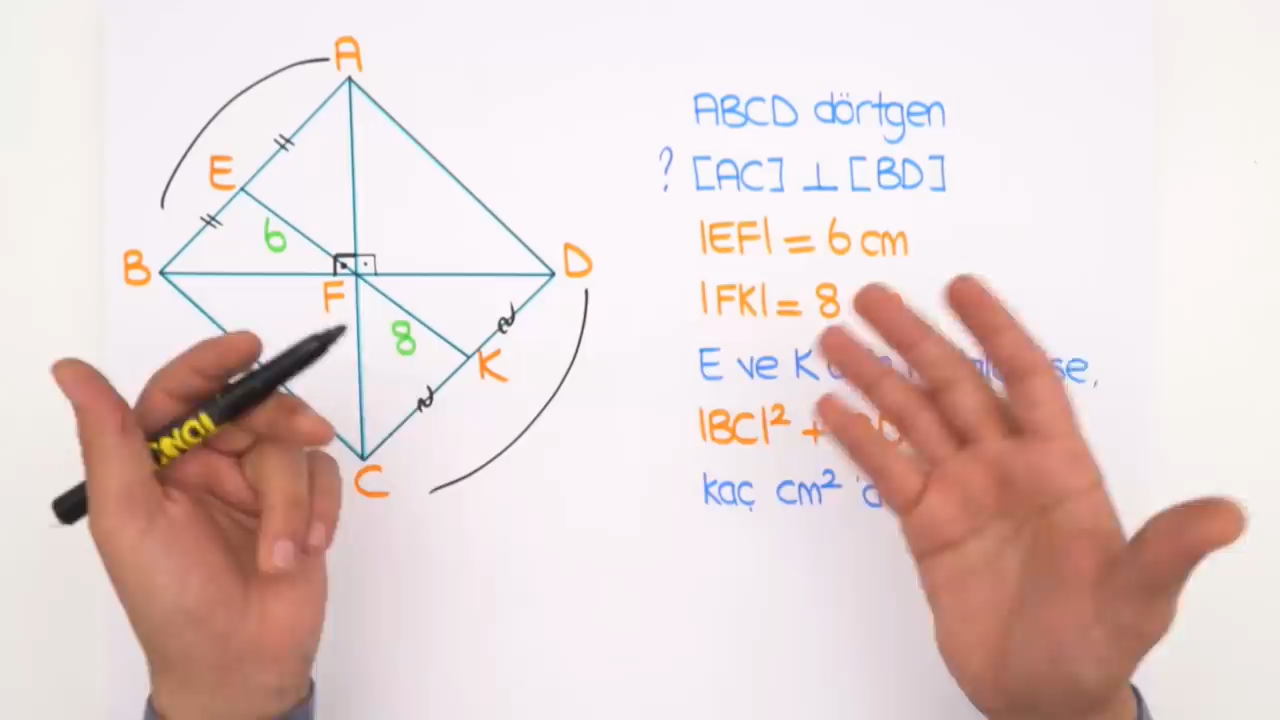 A
E
6
B
F
D
8
K
C
ABCD dörtgen
? [AC] ⊥ [BD]
|EF| = 6 cm
|FK| = 8
E ve K
|BC|² +
kaç cm²